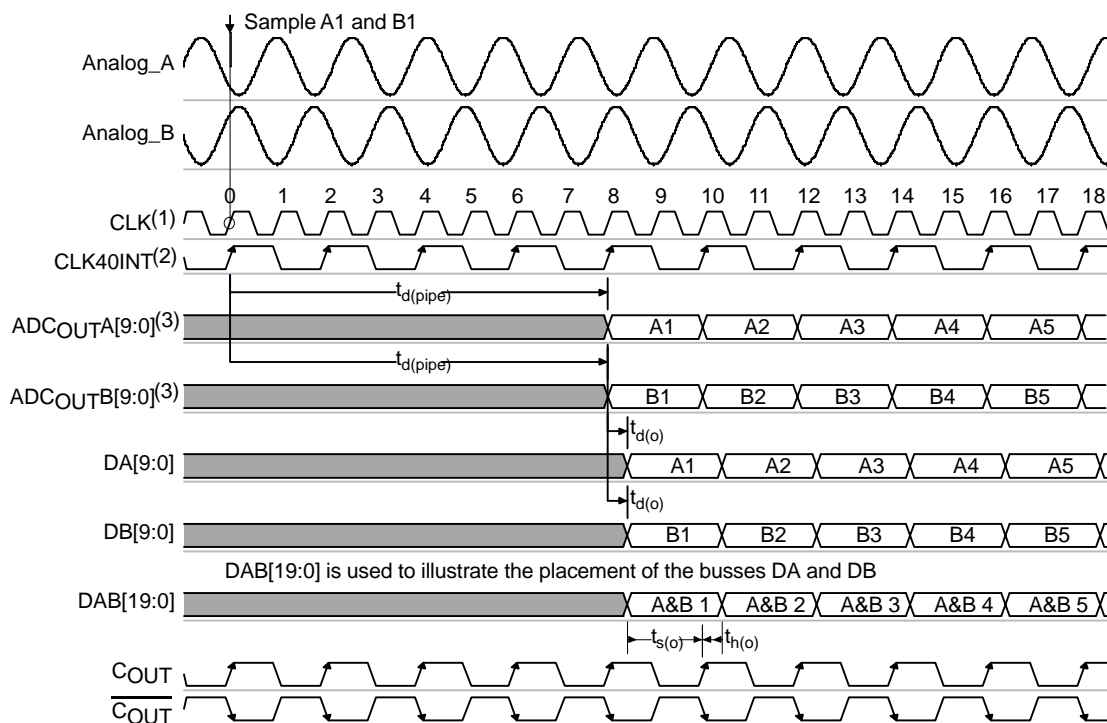 Sample A1 and B1
Analog_A
Analog_B
0 1 2 3 4 5 6 7 8 9 10 11 12 13 14 15 16 17 18
CLK(1)
CLK40INT(2)
td(pipe)
ADCOUTA[9:0](3) A1 A2 A3 A4 A5
td(pipe)
ADCOUTB[9:0](3) B1 B2 B3 B4 B5
td(o)
DA[9:0] A1 A2 A3 A4 A5
td(o)
DB[9:0] B1 B2 B3 B4 B5
DAB[19:0] is used to illustrate the placement of the busses DA and DB
DAB[19:0] A&B 1 A&B 2 A&B 3 A&B 4 A&B 5
ts(o) th(o)
COUT
COUT